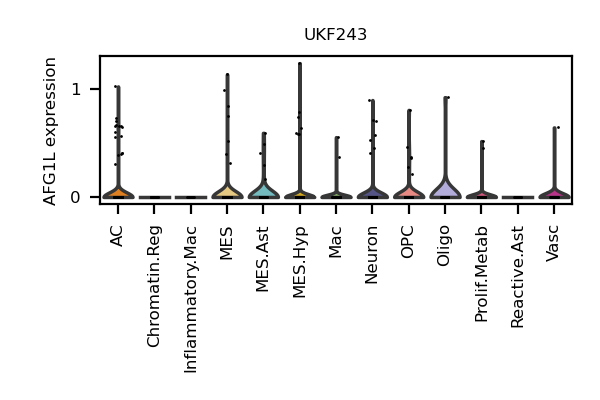 UKF243
AFG1L expression
1
0
AC
Chromatin.Reg
Inflammatory.Mac
MES
MES.Ast
MES.Hyp
Mac
Neuron
OPC
Oligo
Prolif.Metab
Reactive.Ast
Vasc